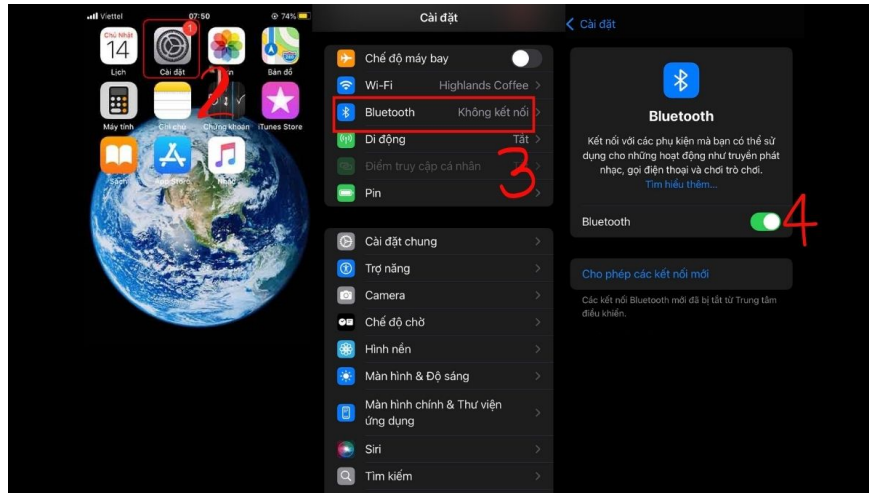 Viettel
07:50
74%
Chủ Nhật
14
1
Lịch
Cài đặt
Bản đồ
2
Máy tính
Ghi chú
Chứng khoán
iTunes Store
Sách
App Store
Nhạc
Cài đặt
Chế độ máy bay
Wi-Fi Highlands Coffee
Bluetooth Không kết nối
Di động Tắt
Điểm truy cập cá nhân
Pin
3
Cài đặt chung
Trợ năng
Camera
Chế độ chờ
Hình nền
Màn hình & Độ sáng
Màn hình chính & Thư viện
ứng dụng
Siri
Tìm kiếm
Cài đặt
Bluetooth
Kết nối với các phụ kiện mà bạn có thể sử
dụng cho những hoạt động như truyền phát
nhạc, gọi điện thoại và chơi trò chơi.
Tìm hiểu thêm...
Bluetooth
4
Cho phép các kết nối mới
Các kết nối Bluetooth mới đã bị tắt từ Trung tâm
điều khiển.